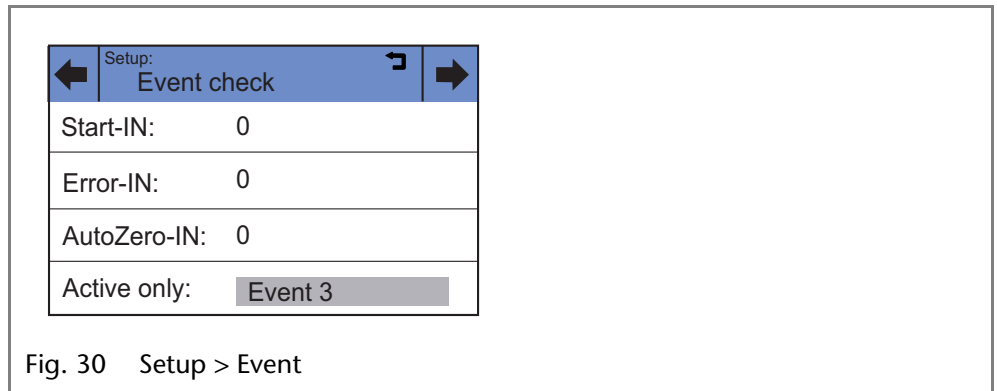 Setup:
Event check
Start-IN: 0
Error-IN: 0
AutoZero-IN: 0
Active only: Event 3
Fig. 30 Setup > Event